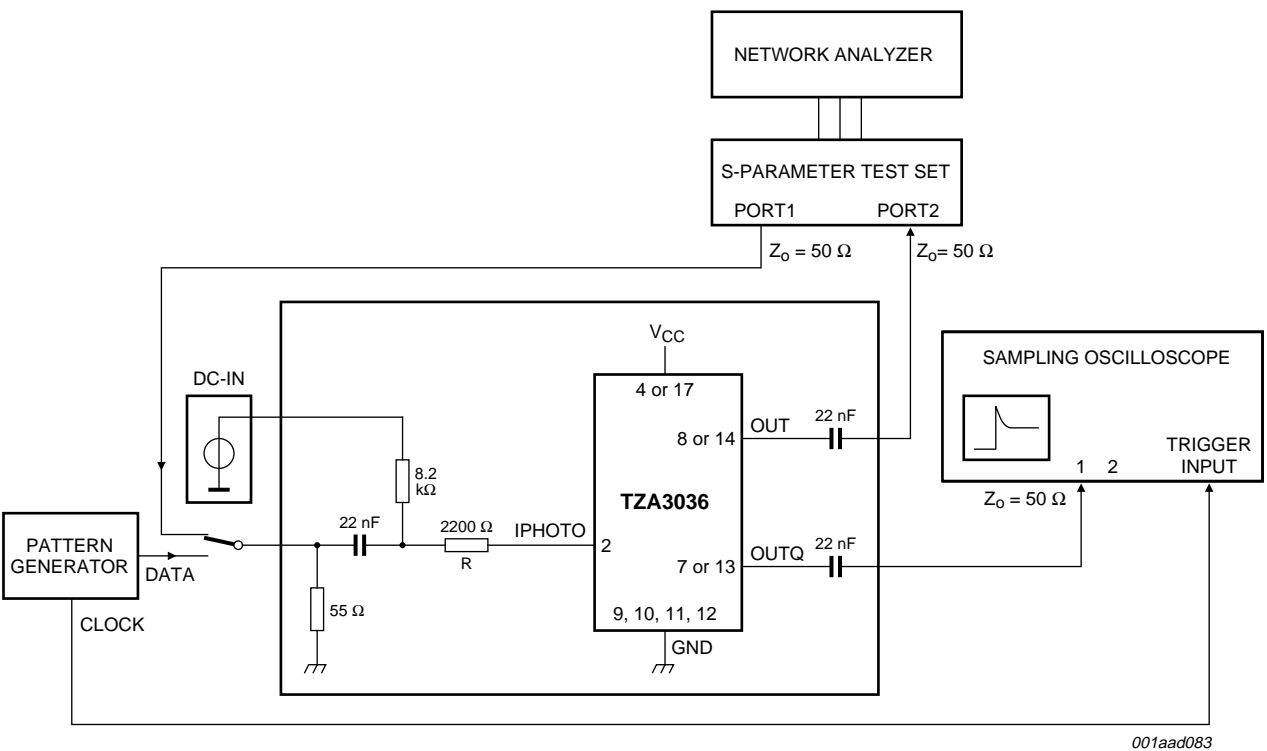 NETWORK ANALYZER
S-PARAMETER TEST SET
PORT1
PORT2
Zo = 50 Ω
Zo= 50 Ω
DC-IN
VCC
4 or 17
8 or 14
OUT
22 nF
8.2
kΩ
TZA3036
22 nF
2200 Ω
R
IPHOTO
2
7 or 13
OUTQ
22 nF
9, 10, 11, 12
GND
55 Ω
SAMPLING OSCILLOSCOPE
TRIGGER
INPUT
1
2
Zo = 50 Ω
PATTERN
GENERATOR
DATA
CLOCK
001aad083